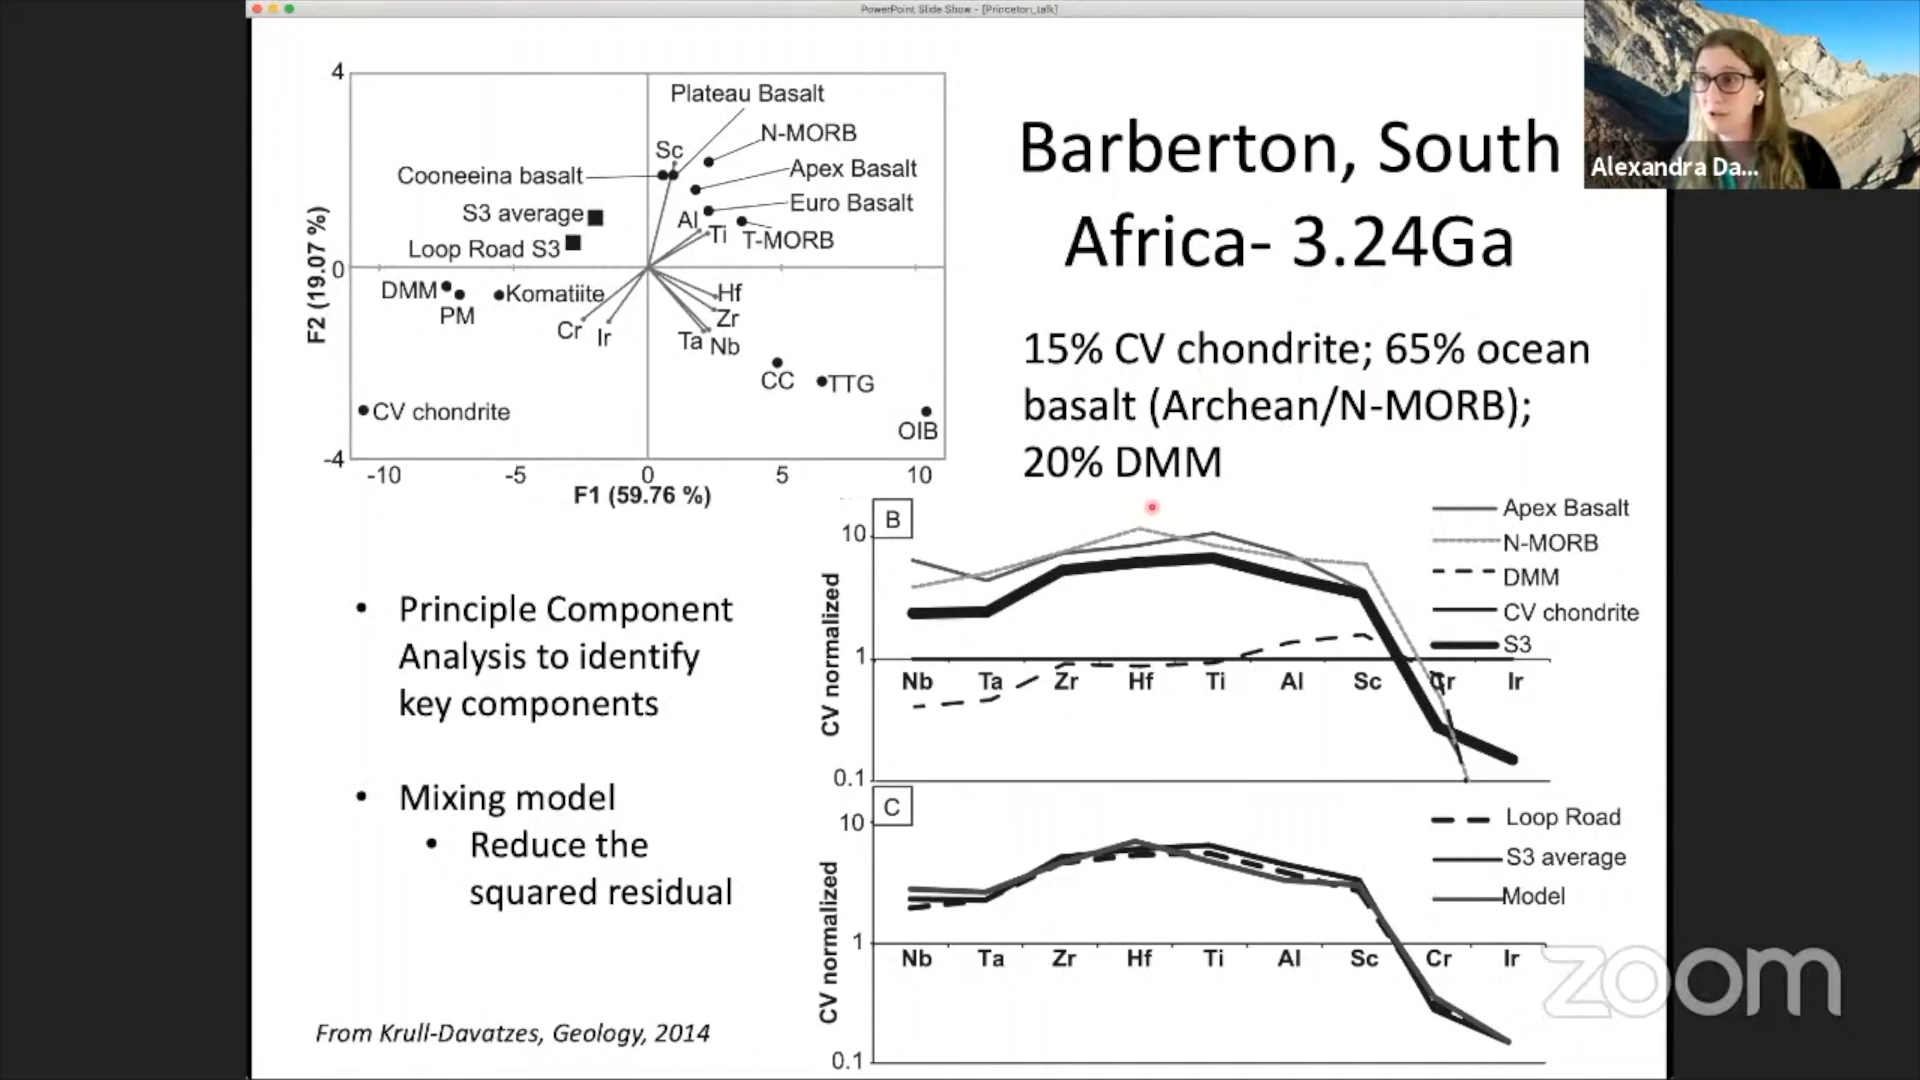 PowerPoint Slide Show - [Princeton_talk]
Alexandra Da...
Barberton, South
Africa- 3.24Ga
15% CV chondrite; 65% ocean
basalt (Archean/N-MORB);
20% DMM
4
0
-4
F2 (19.07 %)
Plateau Basalt
N-MORB
Sc
Apex Basalt
Cooneeina basalt
Euro Basalt
S3 average
Al
Ti
T-MORB
Loop Road S3
DMM
PM
Komatiite
Hf
Zr
Cr
Ir
Ta
Nb
CC
TTG
CV chondrite
OIB
-10
-5
0
5
10
F1 (59.76 %)
• Principle Component
Analysis to identify
key components
• Mixing model
• Reduce the
squared residual
From Krull-Davatzes, Geology, 2014
B
10
1
0.1
CV normalized
Nb
Ta
Zr
Hf
Ti
Al
Sc
Cr
Ir
Apex Basalt
N-MORB
DMM
CV chondrite
S3
C
10
1
0.1
CV normalized
Nb
Ta
Zr
Hf
Ti
Al
Sc
Cr
Ir
Loop Road
S3 average
Model
zoom